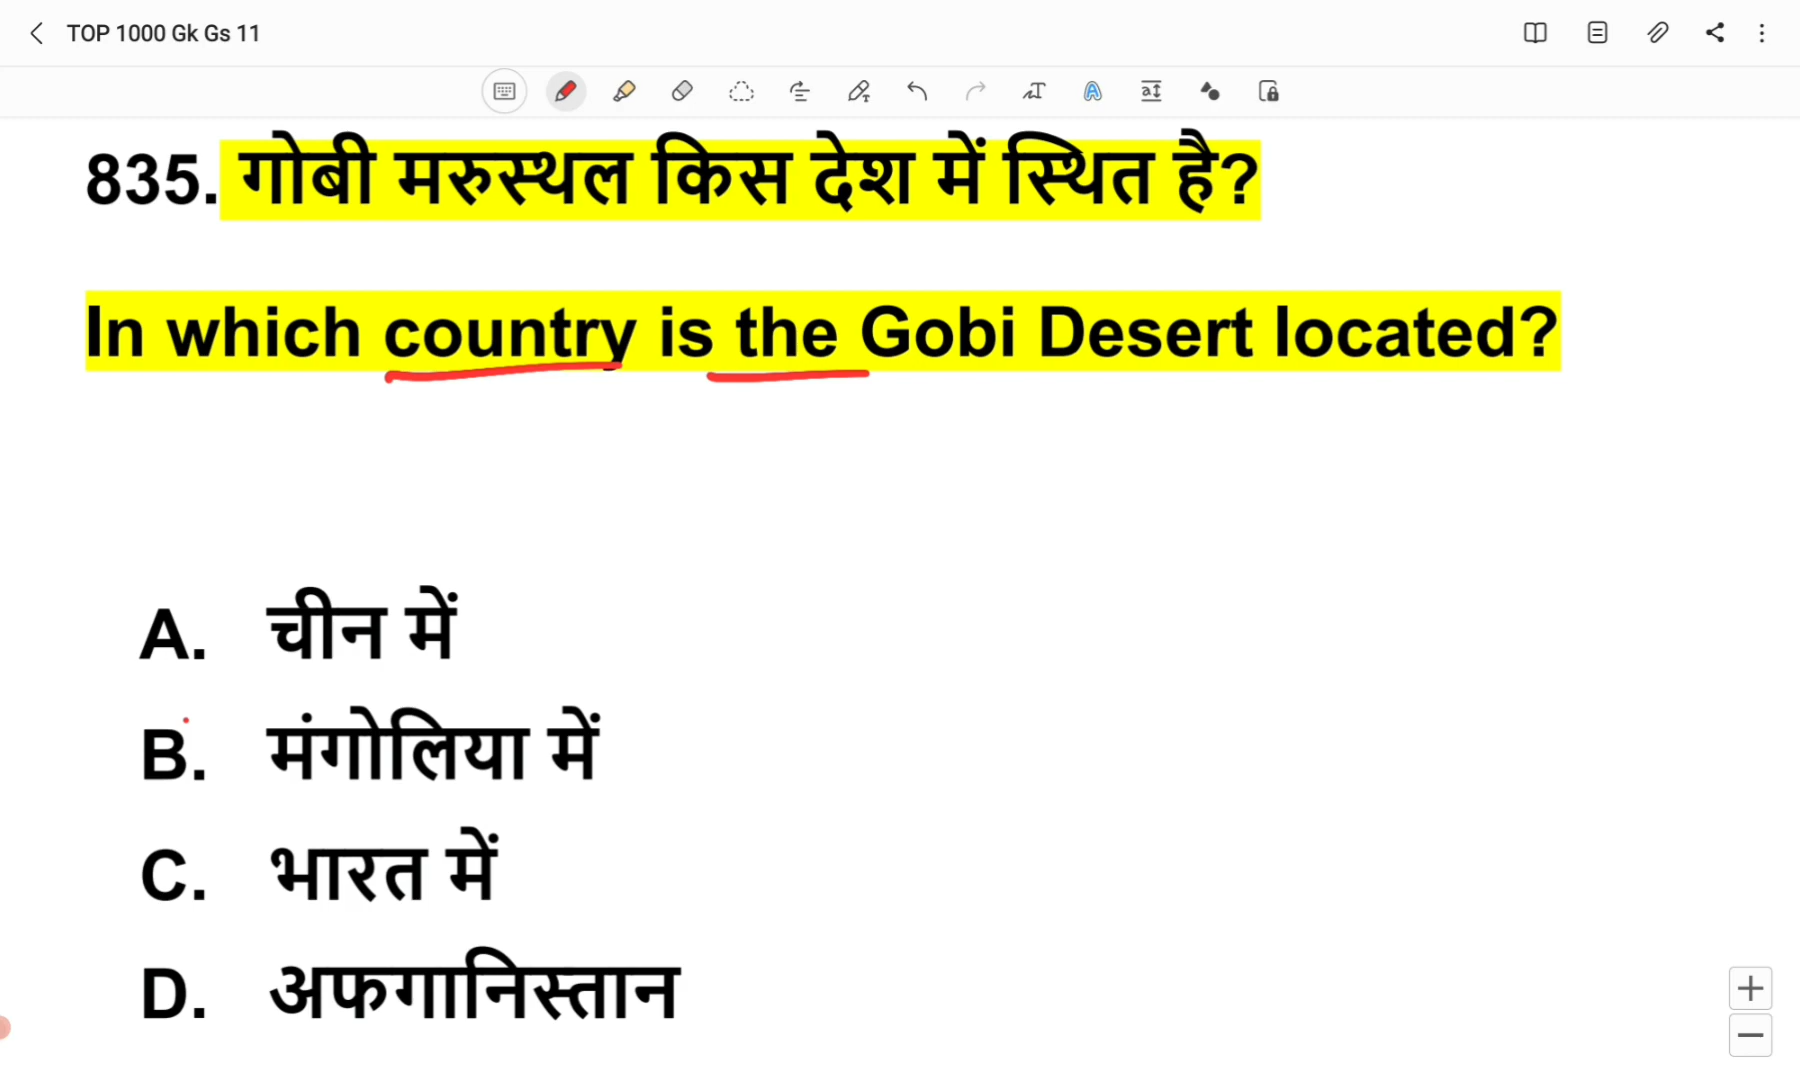 TOP 1000 Gk Gs 11
835. गोबी मरुस्थल किस देश में स्थित है?
In which country is the Gobi Desert located?
A. चीन में
B. मंगोलिया में
C. भारत में
D. अफगानिस्तान